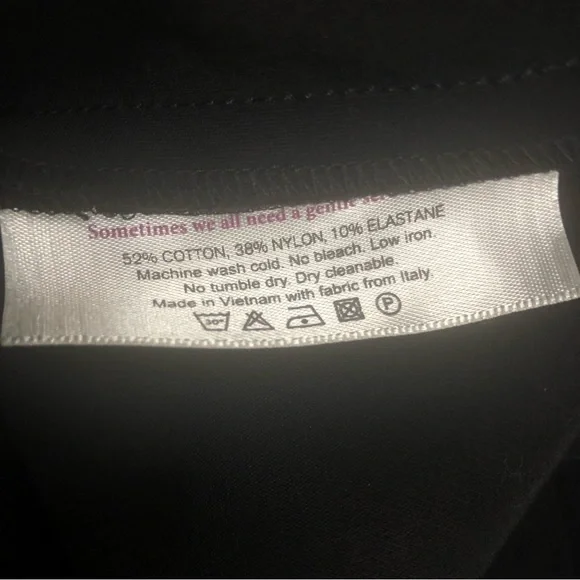 Sometimes we all need a gentle
52% COTTON, 38% NYLON, 10% ELASTANE
Machine wash cold. No bleach. Low iron.
No tumble dry. Dry cleanable.
Made in Vietnam with fabric from Italy.
30° P